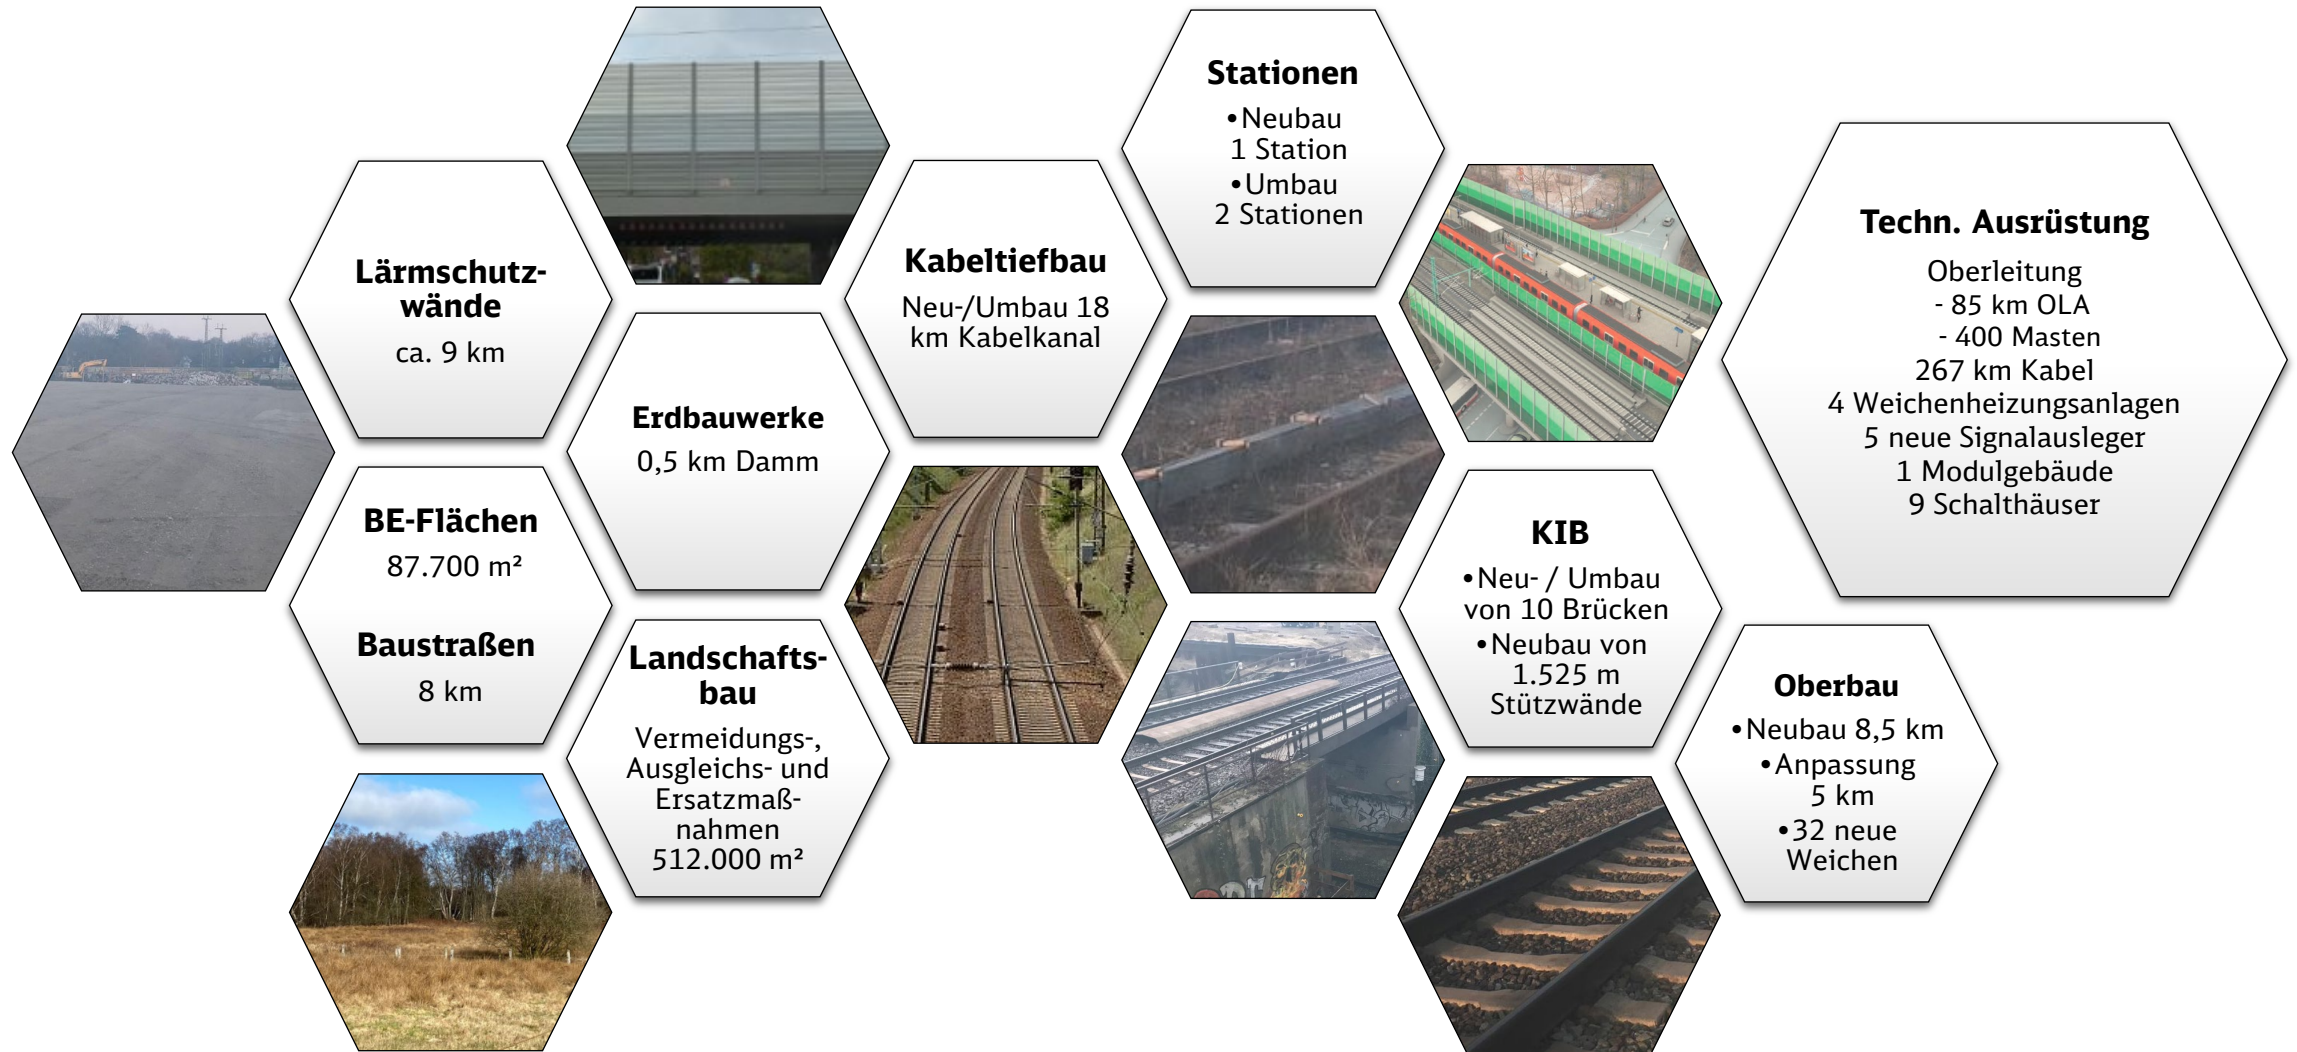 Lärmschutz-
wände
ca. 9 km
BE-Flächen
87.700 m²
Baustraßen
8 km
Erdbauwerke
0,5 km Damm
Landschafts-
bau
Vermeidungs-,
Ausgleichs- und
Ersatzmaß-
nahmen
512.000 m²
Kabeltiefbau
Neu-/Umbau 18
km Kabelkanal
Stationen
•Neubau
1 Station
•Umbau
2 Stationen
KIB
•Neu- / Umbau
von 10 Brücken
•Neubau von
1.525 m
Stützwände
Techn. Ausrüstung
Oberleitung
- 85 km OLA
- 400 Masten
267 km Kabel
4 Weichenheizungsanlagen
5 neue Signalausleger
1 Modulgebäude
9 Schalthäuser
Oberbau
•Neubau 8,5 km
•Anpassung
5 km
•32 neue
Weichen